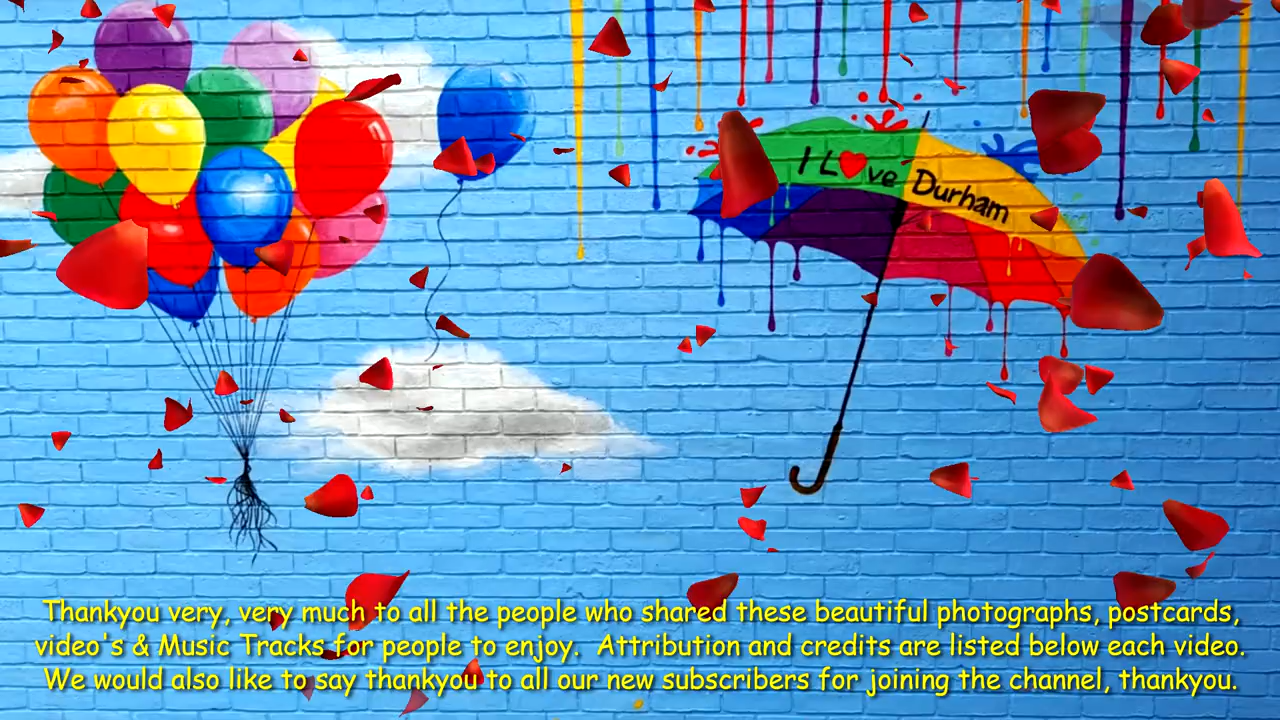 I Love Durham
Thankyou very, very much to all the people who shared these beautiful photographs, postcards,
video's & Music Tracks for people to enjoy.  Attribution and credits are listed below each video.
We would also like to say thankyou to all our new subscribers for joining the channel, thankyou.